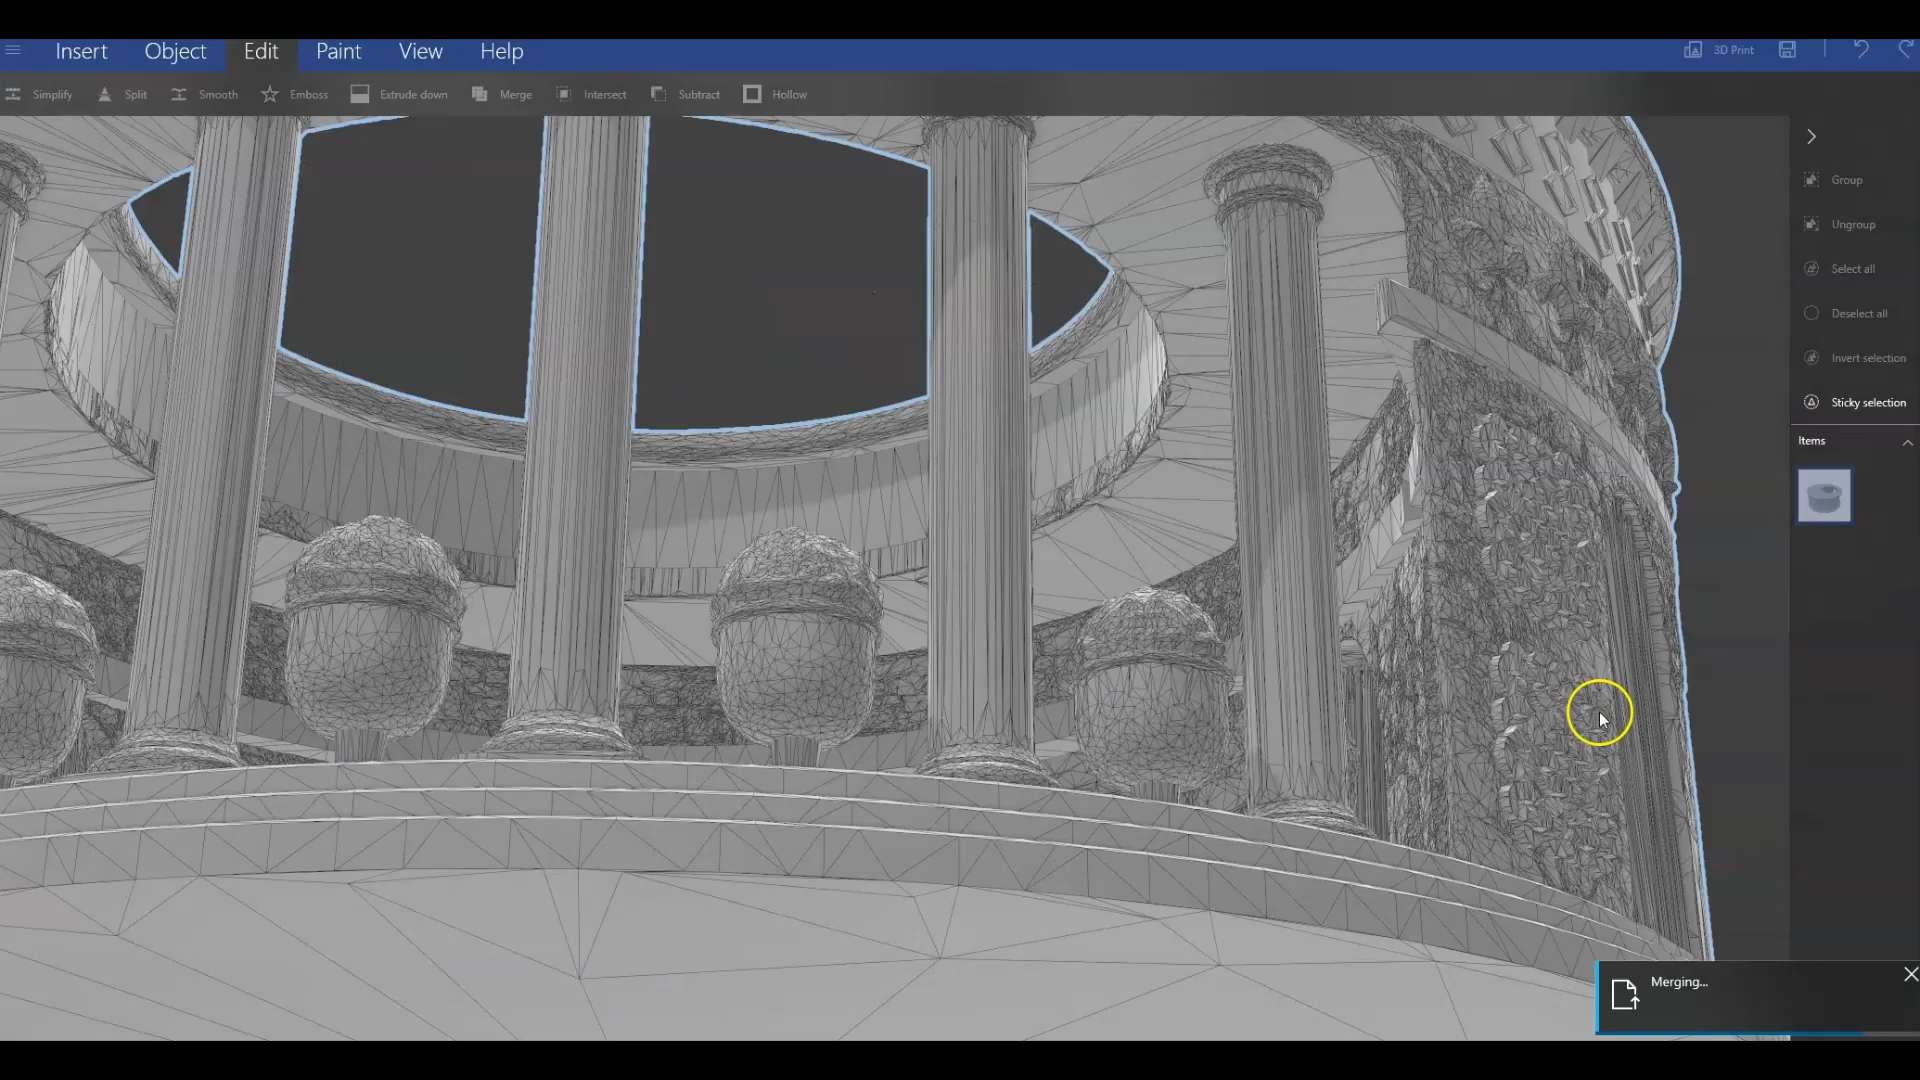 Insert Object Edit Paint View Help 3D Print
Simplify Split Smooth Emboss Extrude down Merge Intersect Subtract Hollow
Group
Ungroup
Select all
Deselect all
Invert selection
Sticky selection
Items
Merging...